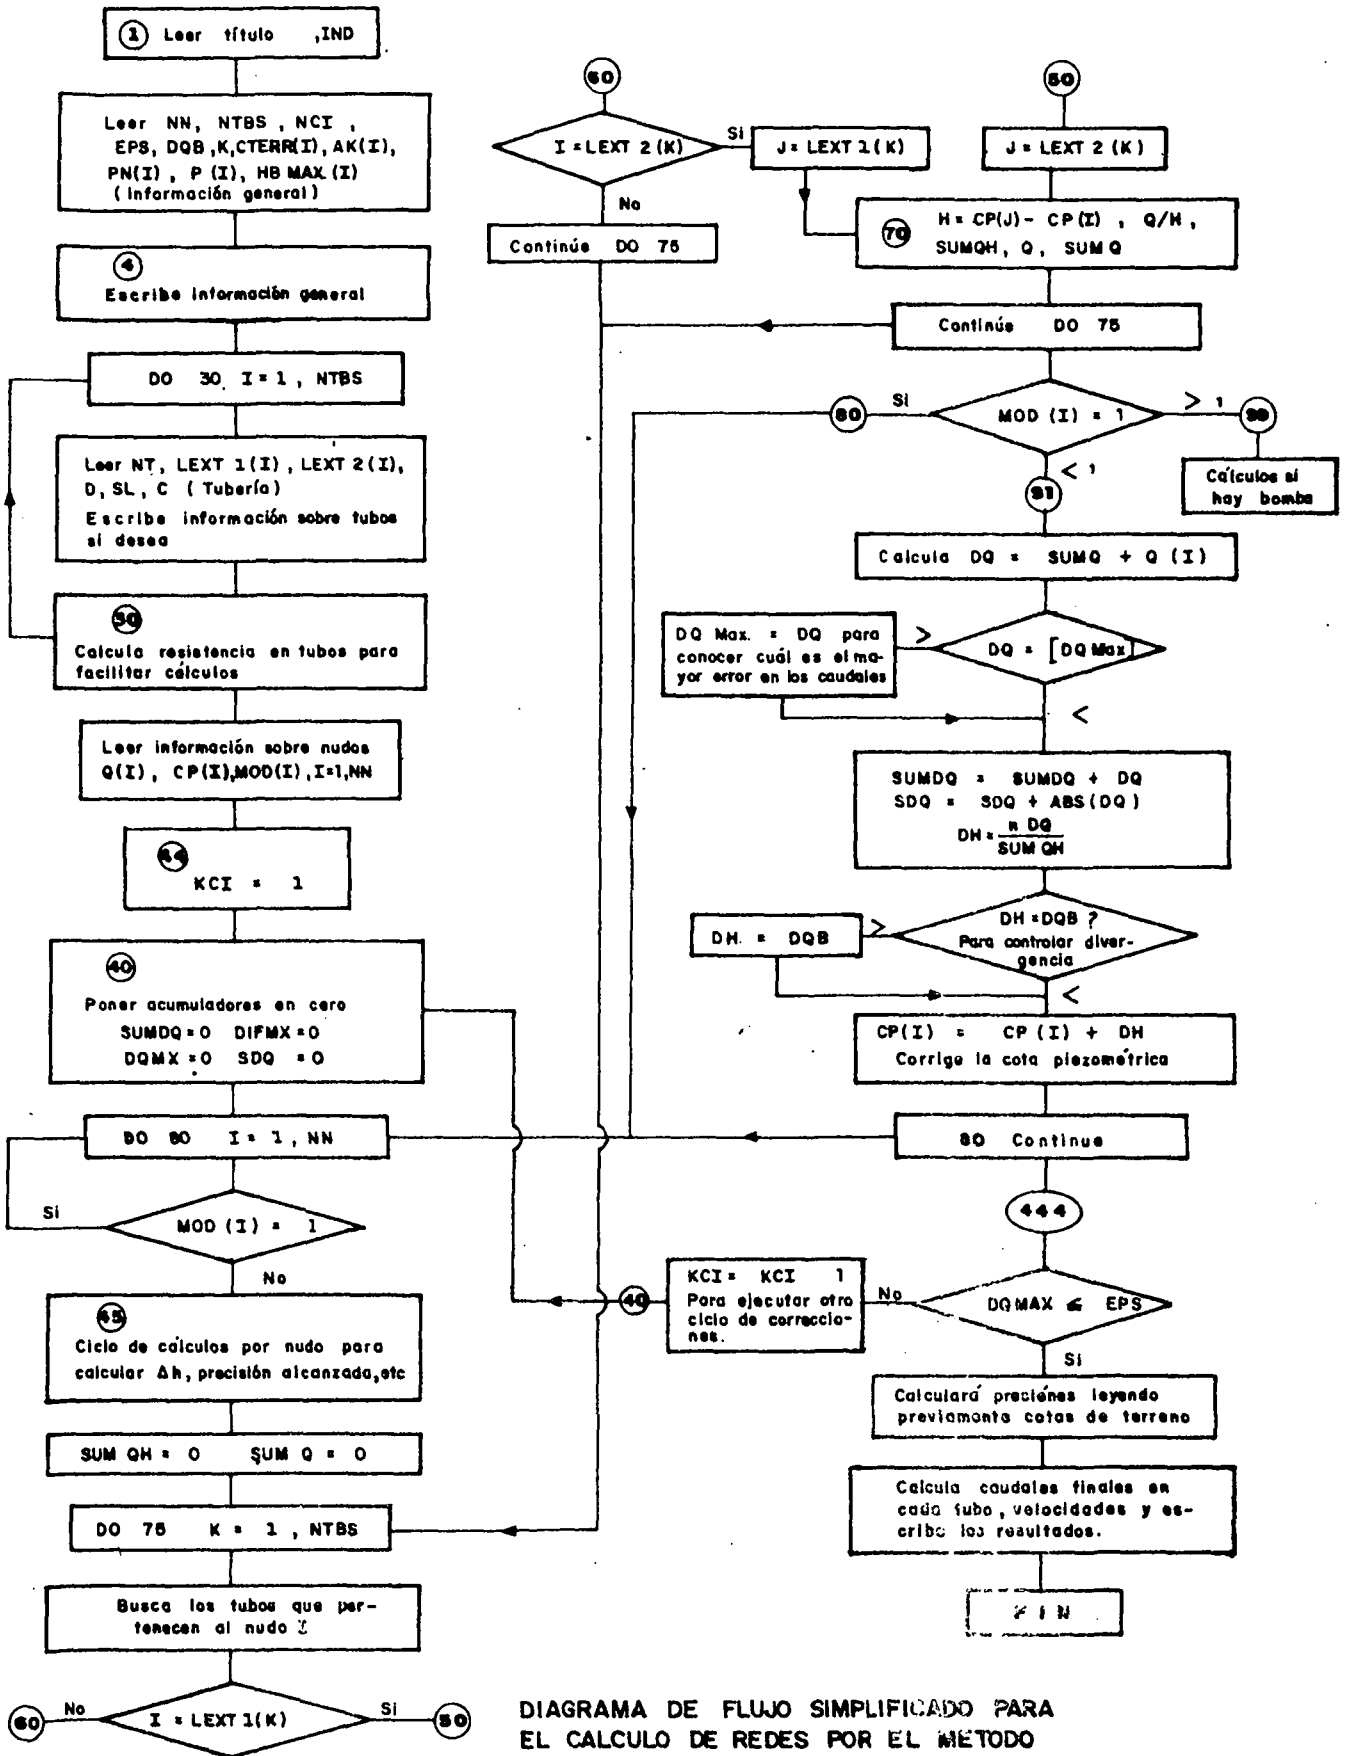 1 Leer título ,IND
Leer NN, NTBS , NCI ,
EPS, DQB ,K,CTERR(I), AK(I),
PN(I) , P (I), HB MAX (I)
( Información general )
4
Escribe información general
DO 30 I = 1 , NTBS
Leer NT, LEXT 1(I) , LEXT 2(I),
D, SL, C ( Tubería )
Escribe información sobre tubos
si desea
30
Calcula resistencia en tubos para
facilitar cálculos
Leer información sobre nudos
Q(I), CP(I),MOD(I),I=1,NN
44
KCI = 1
40
Poner acumuladores en cero
SUMDQ=0 DIFMX=0
DQMX=0 SDQ =0
DO 80 I = 1 , NN
Si
MOD (I) = 1
No
45
Ciclo de cálculos por nudo para
calcular Δh, precisión alcanzada,etc
SUM QH = 0 SUM Q = 0
DO 75 K = 1 , NTBS
Busca los tubos que per-
tenecen al nudo I
60 No I = LEXT 1(K) Si 50
60
I = LEXT 2(K)
Si
J= LEXT 1(K)
No
Continúe DO 75
50
J= LEXT 2 (K)
70 H = CP(J) - CP(I) , Q/H ,
SUMQH, Q, SUM Q
Continúe DO 75
80 Si MOD (I) = 1 > 1
Cálculos si
hay bomba
< 1
91
Calcula DQ = SUMQ + Q (I)
DQ Max. = DQ para
conocer cuál es el ma-
yor error en los caudales
>
DQ = [DQ Max]
<
SUMDQ = SUMDQ + DQ
SDQ = SDQ + ABS(DQ)
DH = n DQ
SUM QH
DH. = DQB
>
DH =DQB ?
Para controlar diver-
gencia
<
CP(I) = CP (I) + DH
Corrige la cota piezométrica
80 Continue
444
40
KCI = KCI 1
Para ejecutar otro
ciclo de correccio-
nes.
No
DQMAX ≤ EPS
Si
Calculará presiones leyendo
previamente cotas de terreno
Calcula caudales finales en
cada tubo , velocidades y es-
cribe los resultados.
FIN
DIAGRAMA DE FLUJO SIMPLIFICADO PARA
EL CALCULO DE REDES POR EL METODO